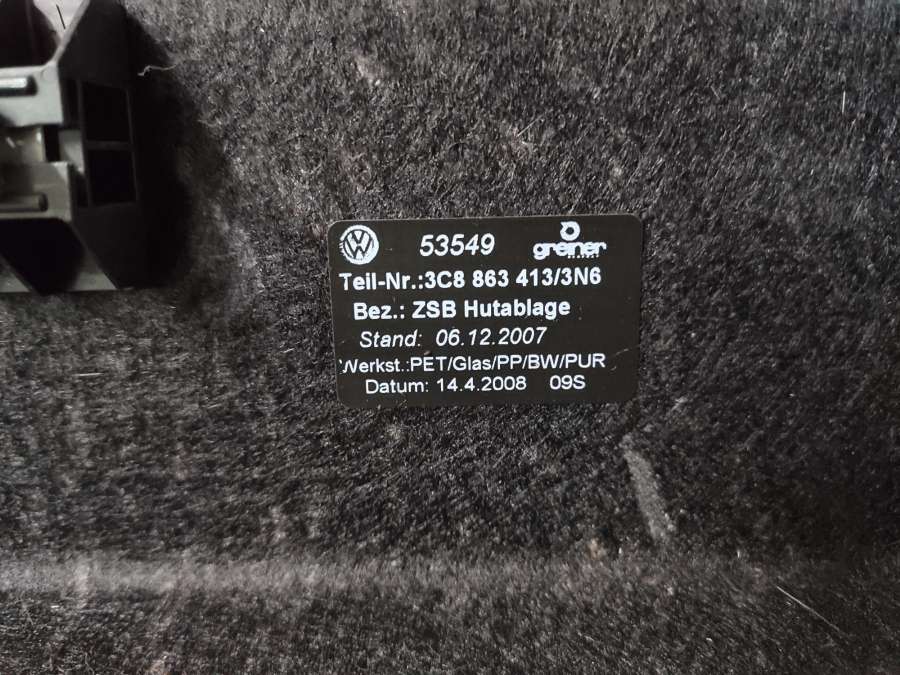 53549 greiner
Teil-Nr.:3C8 863 413/3N6
Bez.: ZSB Hutablage
Stand: 06.12.2007
Werkst.:PET/Glas/PP/BW/PUR
Datum: 14.4.2008 09S